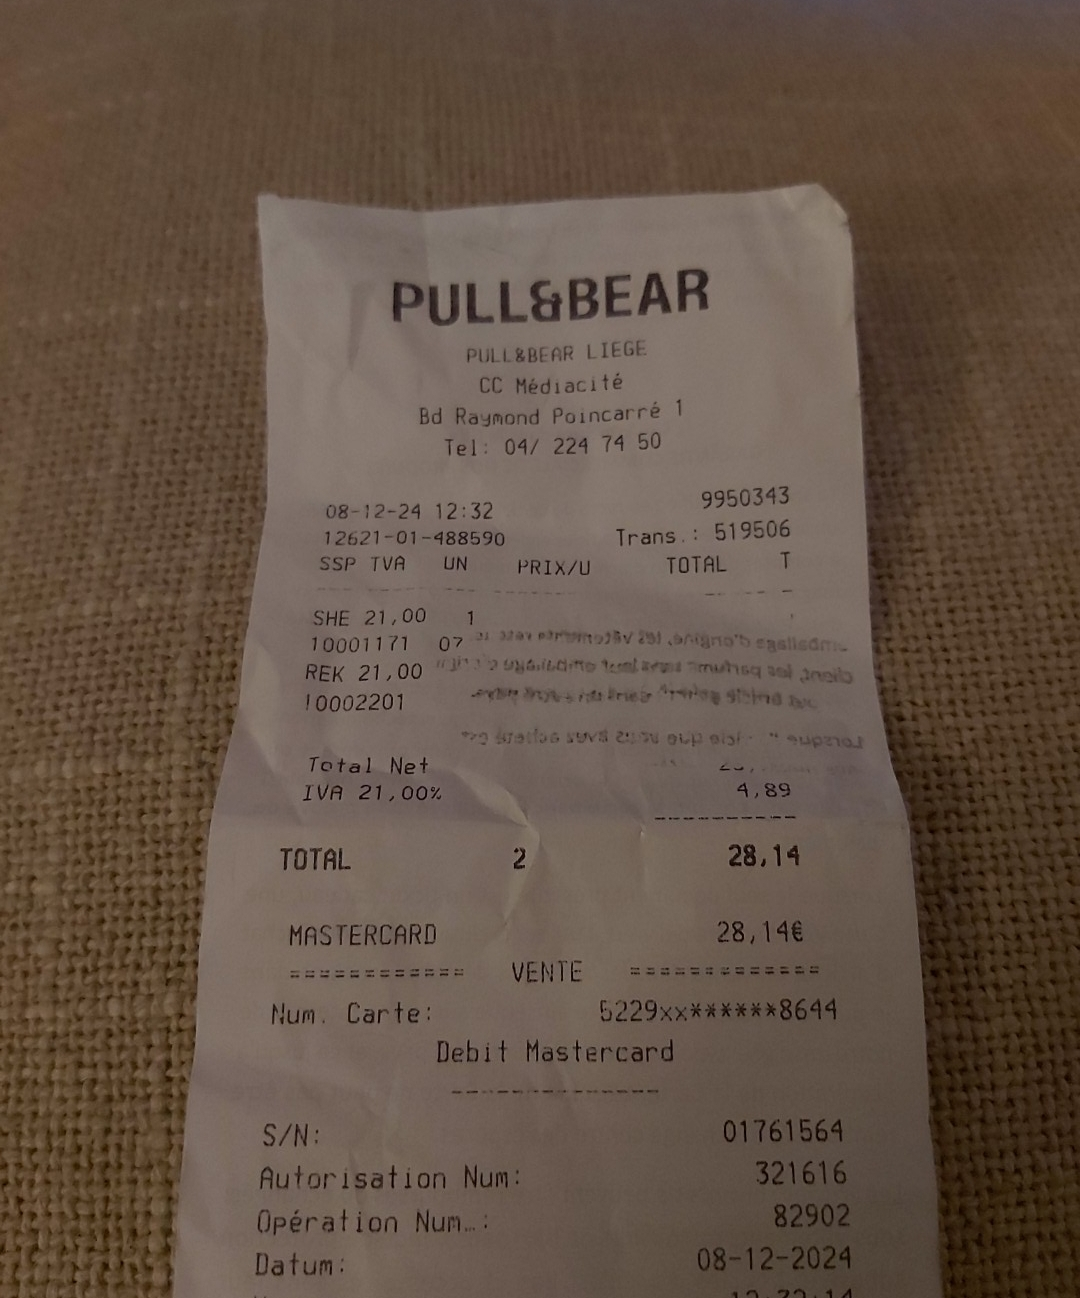 PULL&BEAR
PULL&BEAR LIEGE
CC Médiacité
Bd Raymond Poincarré 1
Tel: 04/ 224 74 50
08-12-24 12:32 9950343
12621-01-488590 Trans.: 519506
SSP TVA UN PRIX/U TOTAL T
SHE 21,00 1
10001171 07
REK 21,00
10002201
Total Net
IVA 21,00% 4,89
TOTAL 2 28,14
MASTERCARD 28,14€
============ VENTE =============
Num. Carte: 5229xx******8644
Debit Mastercard
S/N: 01761564
Autorisation Num: 321616
Opération Num…: 82902
Datum: 08-12-2024